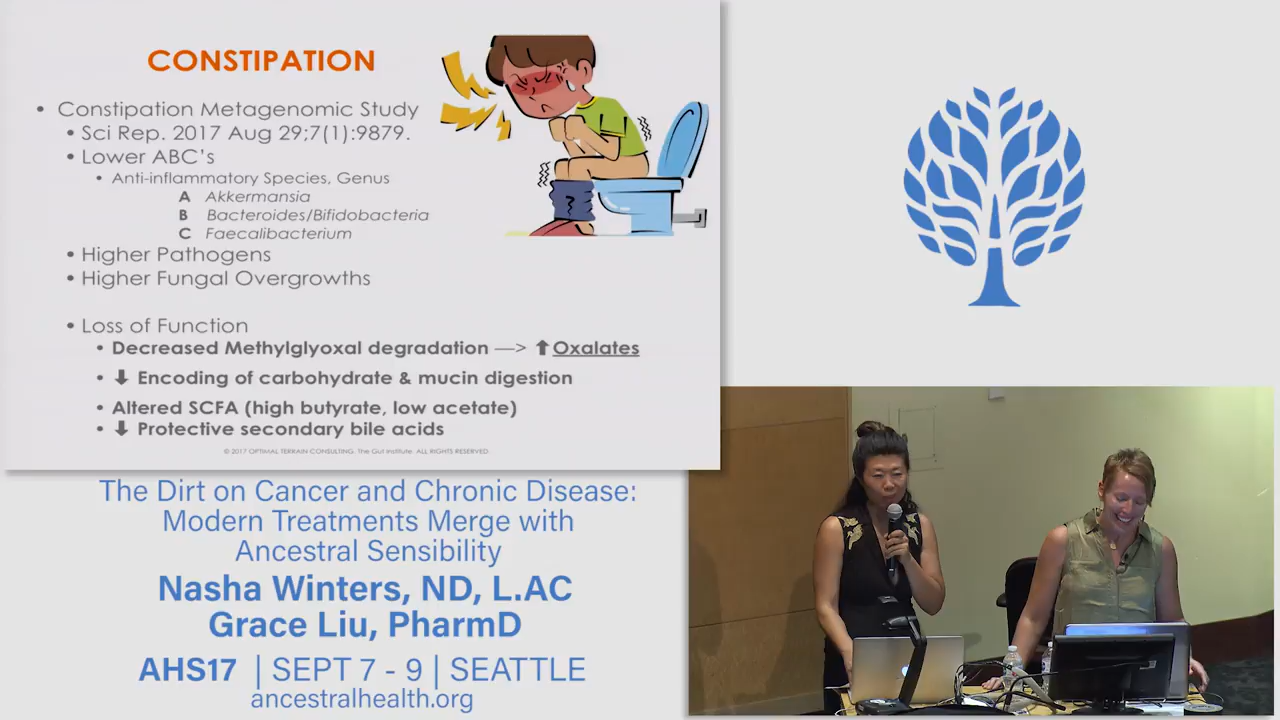 CONSTIPATION
• Constipation Metagenomic Study
• Sci Rep. 2017 Aug 29;7(1):9879.
• Lower ABC's
• Anti-inflammatory Species, Genus
A Akkermansia
B Bacteroides/Bifidobacteria
C Faecalibacterium
• Higher Pathogens
• Higher Fungal Overgrowths
• Loss of Function
• Decreased Methylglyoxal degradation —> ⬆Oxalates
• ⬇ Encoding of carbohydrate & mucin digestion
• Altered SCFA (high butyrate, low acetate)
• ⬇ Protective secondary bile acids
© 2017 OPTIMAL TERRAIN CONSULTING. The Gut Institute. ALL RIGHTS RESERVED.
?
The Dirt on Cancer and Chronic Disease:
Modern Treatments Merge with
Ancestral Sensibility
Nasha Winters, ND, L.AC
Grace Liu, PharmD
AHS17 | SEPT 7 - 9 | SEATTLE
ancestralhealth.org